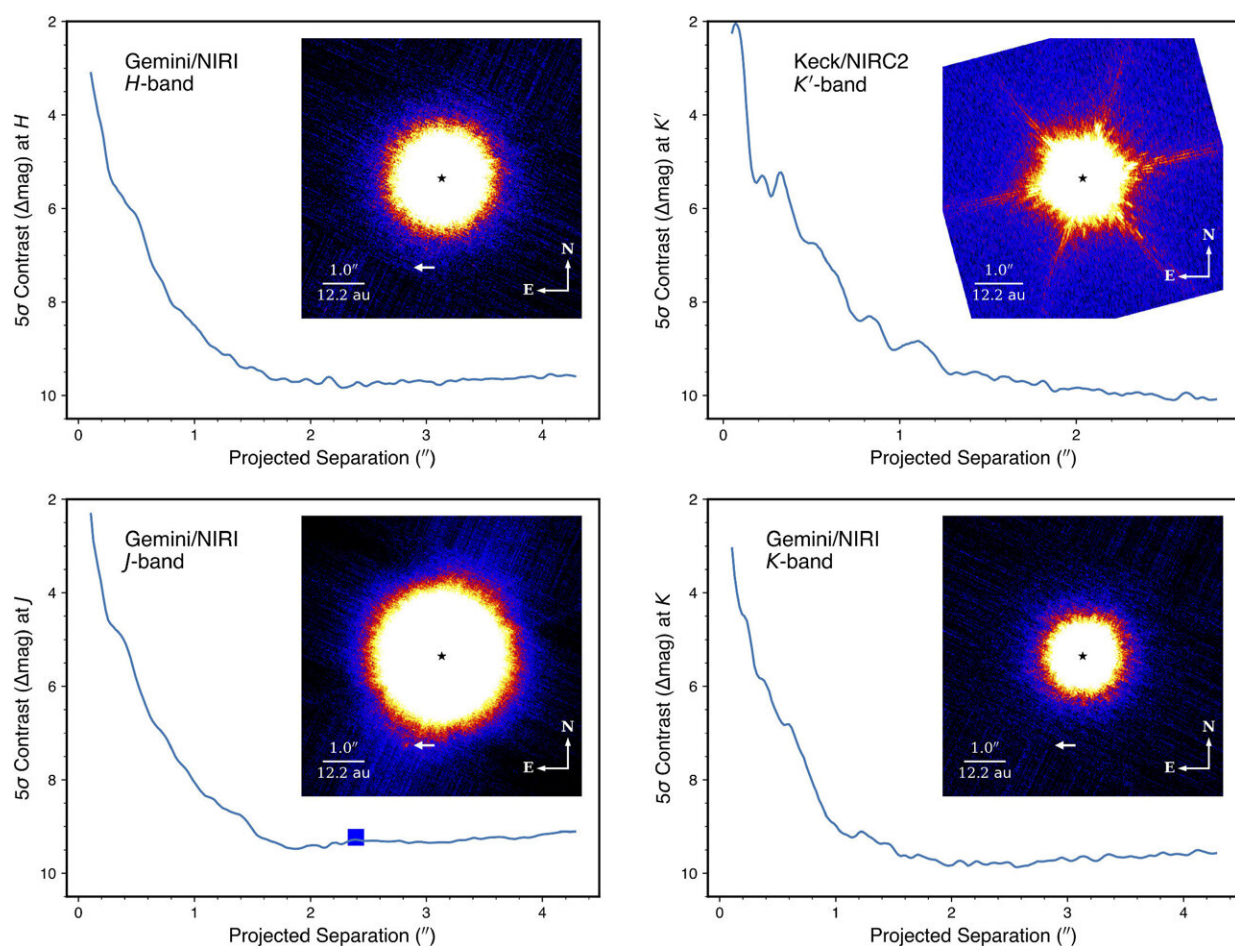 Gemini/NIRI
H-band
5σ Contrast (Δmag) at H
2
4
6
8
10
N
E
1.0″
12.2 au
0
1
2
3
4
Projected Separation (″)
Keck/NIRC2
K′-band
5σ Contrast (Δmag) at K′
2
4
6
8
10
N
E
1.0″
12.2 au
0
1
2
Projected Separation (″)
Gemini/NIRI
J-band
5σ Contrast (Δmag) at J
2
4
6
8
10
N
E
1.0″
12.2 au
0
1
2
3
4
Projected Separation (″)
Gemini/NIRI
K-band
5σ Contrast (Δmag) at K
2
4
6
8
10
N
E
1.0″
12.2 au
0
1
2
3
4
Projected Separation (″)